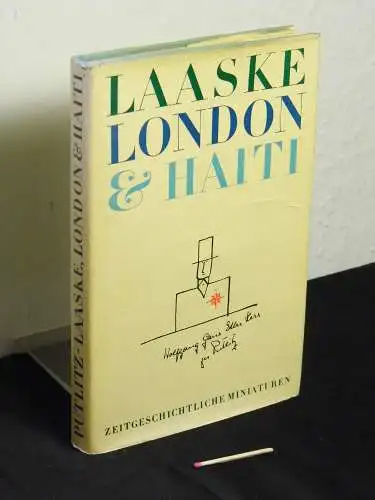 LAASKE
LONDON
& HAITI
Wolfgang Gans Edler Herr
zu Putlitz
ZEITGESCHICHTLICHE MINIATUREN
PUTLITZ · LAASKE, LONDON & HAITI